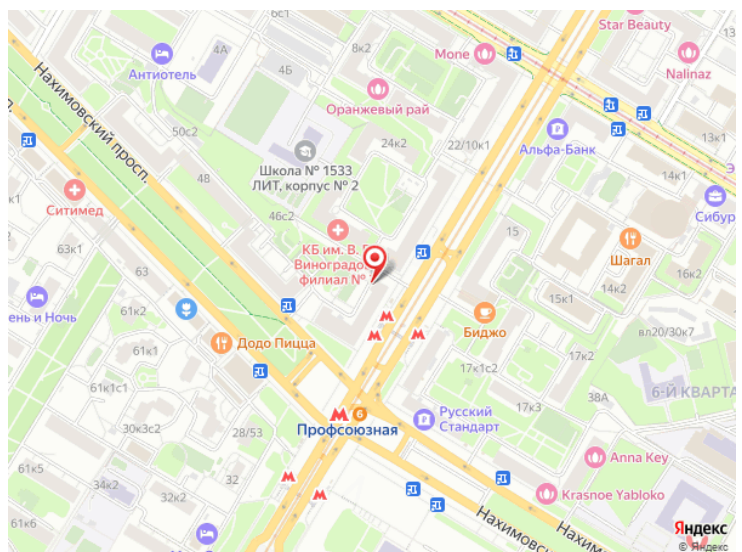 6с1
Star Beauty
8к2
4А
Mone
Антиотель
Nalinaz
4Б
Оранжевый рай
Нахимовский просп.
50с2
13к1
24к2
22/10к1
Альфа-Банк
Школа № 1533
ЛИТ, корпус № 2
14к1
48
Ситимед
Сибур
46с2
15
КБ им. В. В.
Виноградо
филиал №
63к1
Шагал
63
16к2
14к2
15к1
ень и Ночь
61к2
Биджо
вл20/30к7
Додо Пицца
61к1
17к2
17к1с2
61к1
6-Й КВАРТА
38А
17к3
6
Русский
Стандарт
Профсоюзная
30к3с2
28/53
Anna Key
61к5
32
34к2
Krasnoe Yabloko
32к2
61к6
Нахимовс
Нахим
Яндекс
© Яндекс